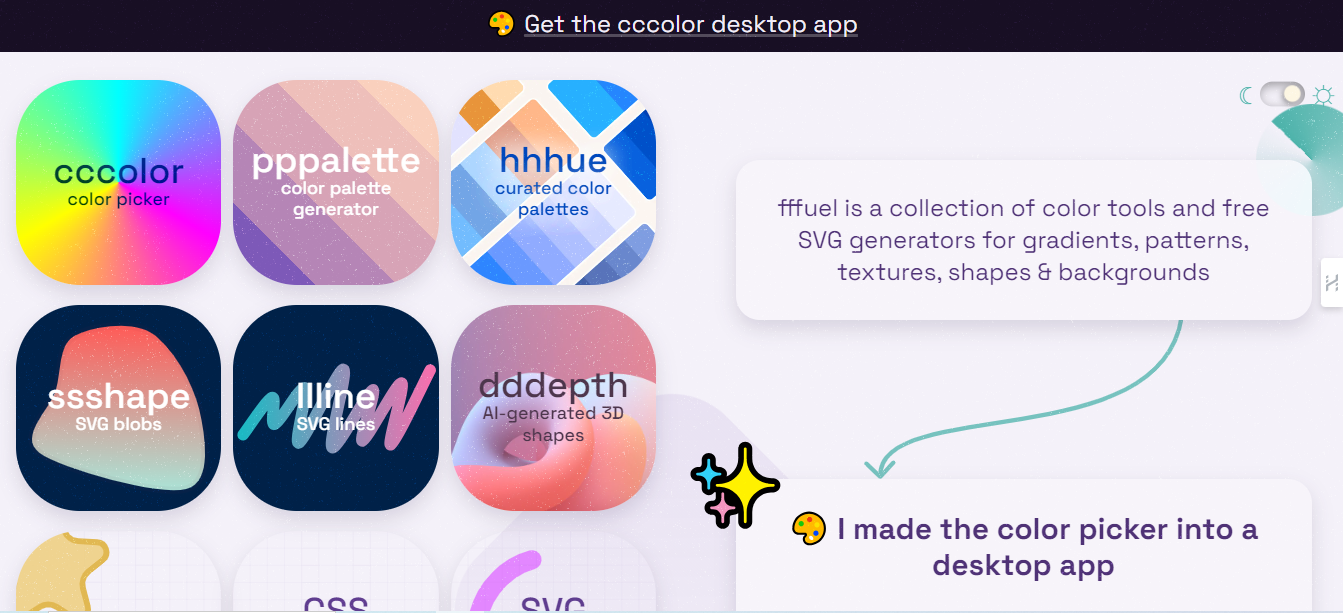 Get the cccolor desktop app
cccolor
color picker
pppalette
color palette
generator
hhhue
curated color
palettes
fffuel is a collection of color tools and free
SVG generators for gradients, patterns,
textures, shapes & backgrounds
ssshape
SVG blobs
llline
SVG lines
dddepth
AI-generated 3D
shapes
I made the color picker into a
desktop app
CSS
SVG